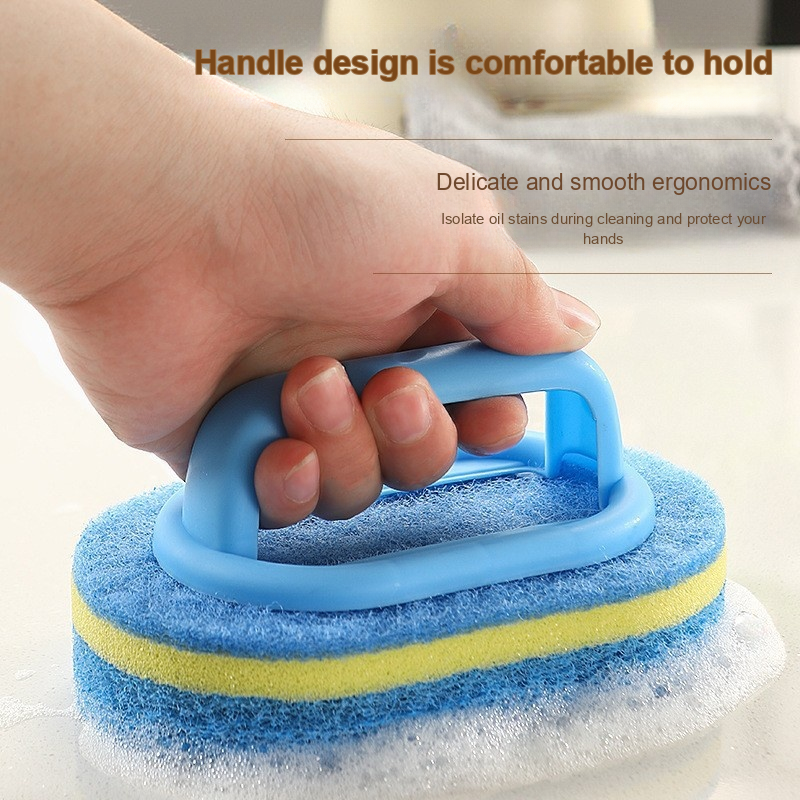 Handle design is comfortable to hold
Delicate and smooth ergonomics
Isolate oil stains during cleaning and protect your
hands